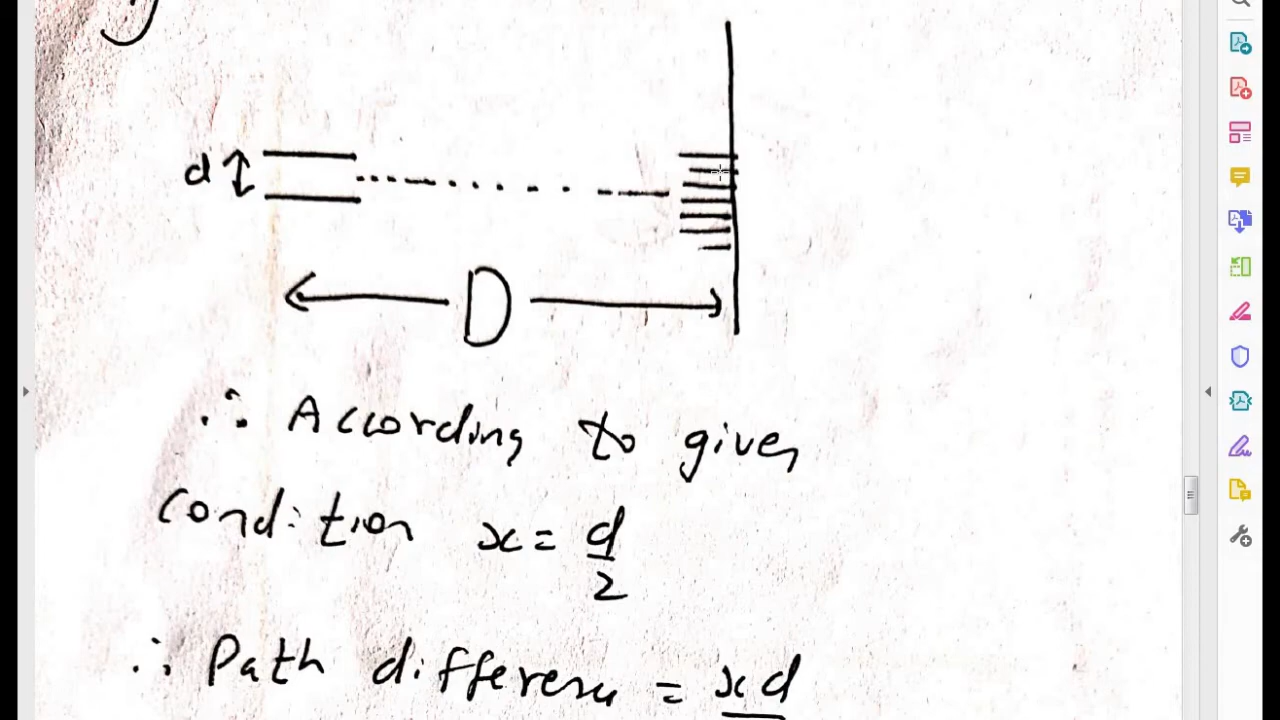 d
D
∴ According to given
condition x = d/2
∴ Path difference = xd